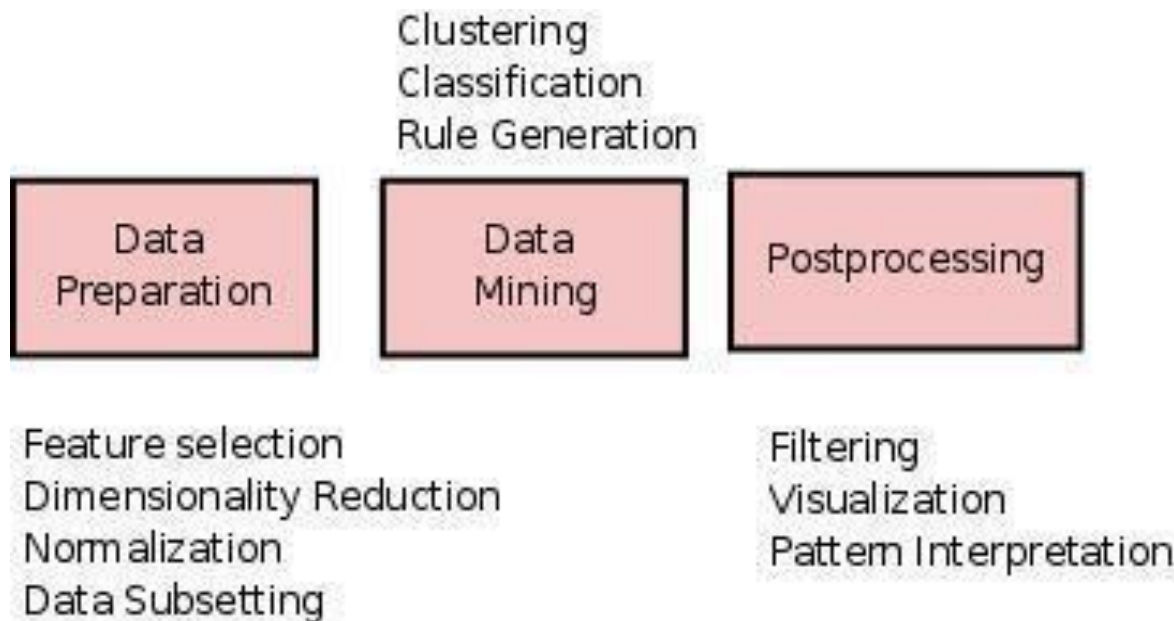 Clustering
Classification
Rule Generation
Data
Preparation
Data
Mining
Postprocessing
Feature selection
Dimensionality Reduction
Normalization
Data Subsetting
Filtering
Visualization
Pattern Interpretation